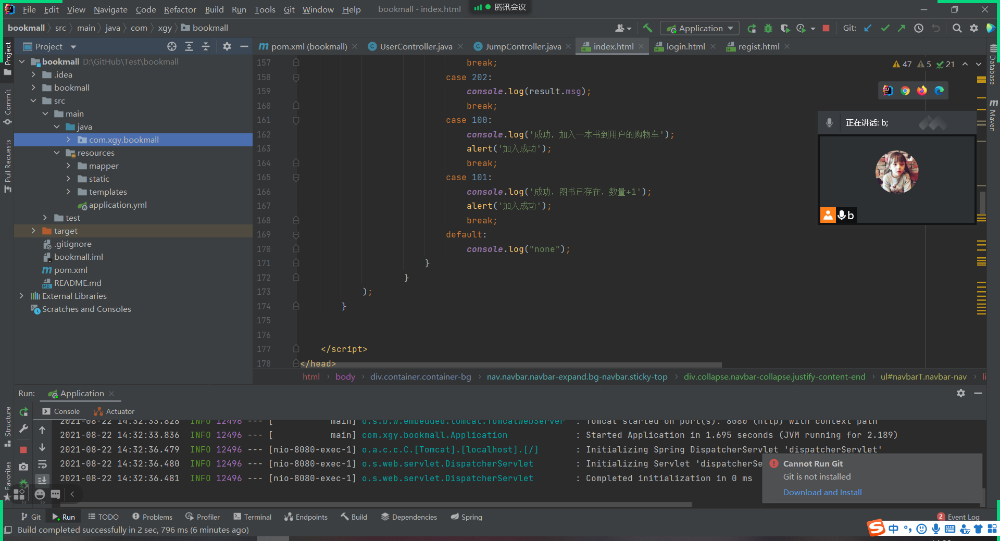 File Edit View Navigate Code Refactor Build Run Tools Git Window Help bookmall - index.html 腾讯会议
bookmall src main java com xgy bookmall Application Git:
Project
pom.xml (bookmall) UserController.java JumpController.java index.html login.html regist.html
Project
Commit
Pull Requests
Structure
Favorites
Database
Maven
bookmall D:\GitHub\Test\bookmall
.idea
bookmall
src
main
java
com.xgy.bookmall
resources
mapper
static
templates
application.yml
test
target
.gitignore
bookmall.iml
pom.xml
README.md
External Libraries
Scratches and Consoles
47 5 21
157 break;
158 case 202:
159 console.log(result.msg);
160 break;
161 case 100:
162 console.log('成功，加入一本书到用户的购物车');
163 alert('加入成功');
164 break;
165 case 101:
166 console.log('成功，图书已存在，数量+1');
167 alert('加入成功');
168 break;
169 default:
170 console.log("none");
171 }
172 }
173 );
174 }
175
176
177 </script>
178 </head>
正在讲话: b;
b
html body div.container.container-bg nav.navbar.navbar-expand.bg-navbar.sticky-top div.collapse.navbar-collapse.justify-content-end ul#navbarT.navbar-nav li
Run: Application
Console Actuator
2021-08-22 14:32:33.828 INFO 12496 --- [ main] o.s.b.w.embedded.tomcat.TomcatWebServer : Tomcat started on port(s): 8080 (http) with context path
2021-08-22 14:32:33.836 INFO 12496 --- [ main] com.xgy.bookmall.Application : Started Application in 1.695 seconds (JVM running for 2.189)
2021-08-22 14:32:36.479 INFO 12496 --- [nio-8080-exec-1] o.a.c.c.C.[Tomcat].[localhost].[/] : Initializing Spring DispatcherServlet 'dispatcherServlet'
2021-08-22 14:32:36.480 INFO 12496 --- [nio-8080-exec-1] o.s.web.servlet.DispatcherServlet : Initializing Servlet 'dispatcherSe
2021-08-22 14:32:36.481 INFO 12496 --- [nio-8080-exec-1] o.s.web.servlet.DispatcherServlet : Completed initialization in 0 ms
Cannot Run Git
Git is not installed
Download and Install
Git Run TODO Problems Profiler Terminal Endpoints Build Dependencies Spring 2 Event Log
Build completed successfully in 2 sec, 796 ms (6 minutes ago)
中